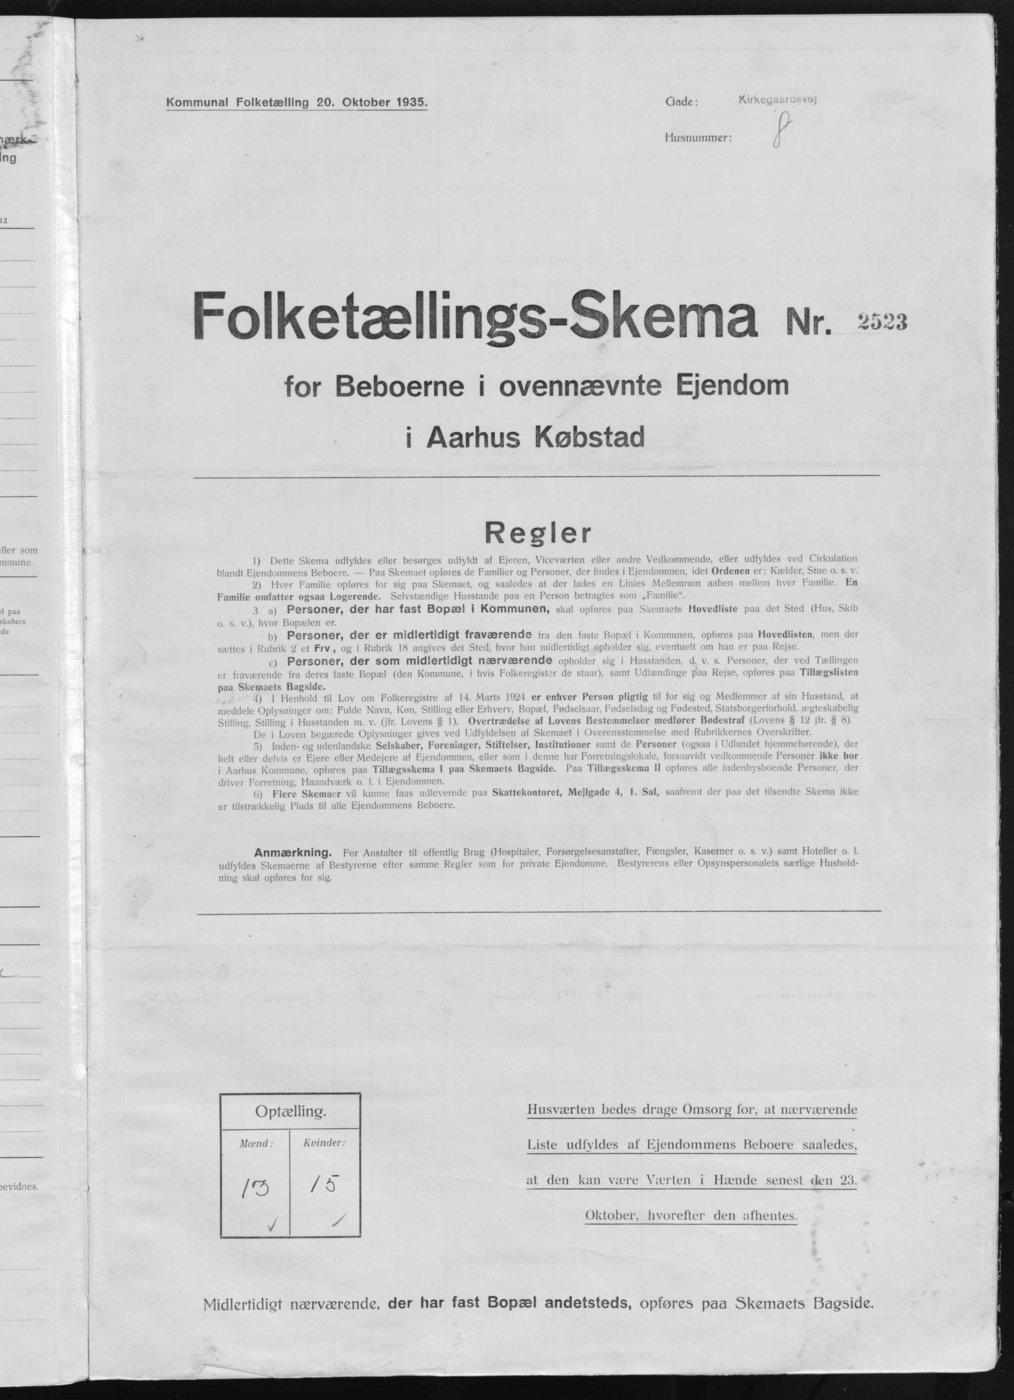 Kommunal Folketælling 20. Oktober 1935.
Gade: Kirkegaardsvej
Husnummer: 8
Folketællings-Skema Nr. 2523
for Beboerne i ovennævnte Ejendom
i Aarhus Købstad
Regler
1) Dette Skema udfyldes eller besørges udfyldt af Ejeren, Viceværten eller andre Vedkommende, eller udfyldes ved Cirkulation
blandt Ejendommens Beboere. — Paa Skemaet opføres de Familier og Personer, der findes i Ejendommen, idet Ordenen er: Kælder, Stue o. s. v.
2) Hver Familie opføres for sig paa Skemaet, og saaledes at der lades en Linies Mellemrum aaben mellem hver Familie. En
Familie omfatter ogsaa Logerende. Selvstændige Husstande paa en Person betragtes som „Familie“.
3 a) Personer, der har fast Bopæl i Kommunen, skal opføres paa Skemaets Hovedliste paa det Sted (Hus, Skib
o. s. v.), hvor Bopælen er.
b) Personer, der er midlertidigt fraværende fra den faste Bopæl i Kommunen, opføres paa Hovedlisten, men der
sættes i Rubrik 2 et Frv., og i Rubrik 18 angives det Sted, hvor han midlertidigt opholder sig, eventuelt om han er paa Rejse.
c) Personer, der som midlertidigt nærværende opholder sig i Husstanden, d. v. s. Personer, der ved Tællingen
er fraværende fra deres faste Bopæl (den Kommune, i hvis Folkeregister de staar), samt Udlændinge paa Rejse, opføres paa Tillægslisten
paa Skemaets Bagside.
4) I Henhold til Lov om Folkeregistre af 14. Marts 1924 er enhver Person pligtig til for sig og Medlemmer af sin Husstand, at
meddele Oplysninger om: Fulde Navn, Køn, Stilling eller Erhverv, Bopæl, Fødselsaar, Fødselsdag og Fødested, Statsborgerforhold, ægteskabelig
Stilling, Stilling i Husstanden m. v. (jfr. Lovens § 1). Overtrædelse af Lovens Bestemmelser medfører Bødestraf (Lovens § 12 jfr. § 8).
De i Loven begærede Oplysninger gives ved Udfyldelsen af Skemaet i Overensstemmelse med Rubrikkernes Overskrifter.
5) Inden- og udenlandske Selskaber, Foreninger, Stiftelser, Institutioner samt de Personer (ogsaa i Udlandet hjemmehørende), der
helt eller delvis er Ejere eller Medejere af Ejendommen, eller som i denne har Forretningslokale, forsaavidt vedkommende Personer ikke bor
i Aarhus Kommune, opføres paa Tillægsskema I paa Skemaets Bagside. Paa Tillægsskema II opføres alle indenbysboende Personer, der
driver Forretning, Haandværk o. l. i Ejendommen.
6) Flere Skemaer vil kunne faas udleverede paa Skattekontoret, Mejlgade 4, 1. Sal, saafremt der paa det tilsendte Skema ikke
er tilstrækkelig Plads til alle Ejendommens Beboere.
Anmærkning. For Anstalter til offentlig Brug (Hospitaler, Forsørgelsesanstalter, Fængsler, Kaserner o. s. v.) samt Hoteller o. l.
udfyldes Skemaerne af Bestyrerne efter samme Regler som for private Ejendomme. Bestyrerens eller Opsynspersonalets særlige Hushold-
ning skal opføres for sig.
Optælling.
Mænd: Kvinder:
13 15
Husværten bedes drage Omsorg for, at nærværende
Liste udfyldes af Ejendommens Beboere saaledes,
at den kan være Værten i Hænde senest den 23.
Oktober, hvorefter den afhentes.
Midlertidigt nærværende, der har fast Bopæl andetsteds, opføres paa Skemaets Bagside.